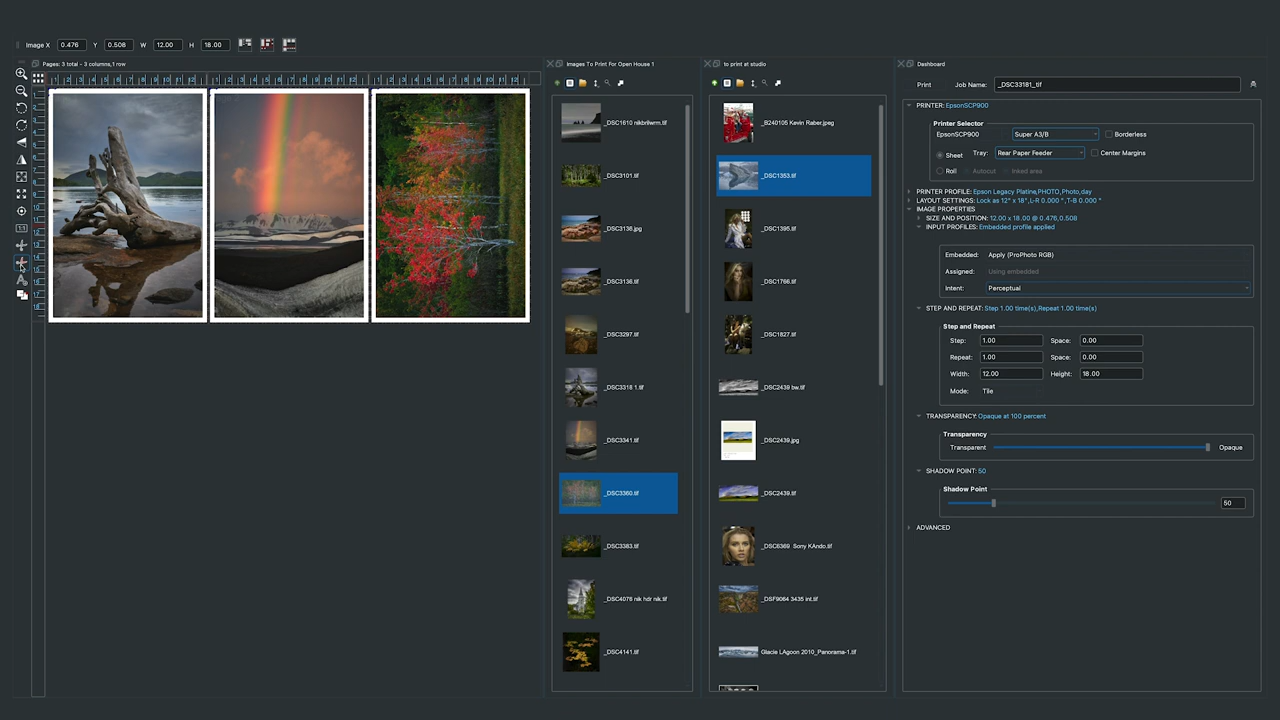 Image X 0.476 Y 0.508 W 12.00 H 18.00
Pages: 3 total - 3 columns,1 row
Images To Print For Open House 1
_DSC1610 nikbrilwrm.tif
_DSC3101.tif
_DSC3136.jpg
_DSC3136.tif
_DSC3297.tif
_DSC3318 1.tif
_DSC3341.tif
_DSC3360.tif
_DSC3383.tif
_DSC4076 nik hdr nik.tif
_DSC4141.tif
to print at studio
_B240105 Kevin Raber.jpeg
_DSC1353.tif
_DSC1395.tif
_DSC1766.tif
_DSC1827.tif
_DSC2439 bw.tif
_DSC2439.jpg
_DSC2439.tif
_DSC8369 Sony KAndo.tif
_DSF9064 3435 int.tif
Glacie LAgoon 2010_Panorama-1.tif
Dashboard
Print Job Name: _DSC33181_tif
PRINTER: EpsonSCP900
Printer Selector
EpsonSCP900 Super A3/B Borderless
Sheet Tray: Rear Paper Feeder Center Margins
Roll Autocut Inked area
PRINTER PROFILE: Epson Legacy Platine,PHOTO,Photo,day
LAYOUT SETTINGS: Lock as 12" x 18",L-R 0.000 ",T-B 0.000 "
IMAGE PROPERTIES
SIZE AND POSITION: 12.00 x 18.00 @ 0.476,0.508
INPUT PROFILES: Embedded profile applied
Embedded: Apply (ProPhoto RGB)
Assigned: Using embedded
Intent: Perceptual
STEP AND REPEAT: Step 1.00 time(s),Repeat 1.00 time(s)
Step and Repeat
Step: 1.00 Space: 0.00
Repeat: 1.00 Space: 0.00
Width: 12.00 Height: 18.00
Mode: Tile
TRANSPARENCY: Opaque at 100 percent
Transparency
Transparent Opaque
SHADOW POINT: 50
Shadow Point
50
ADVANCED